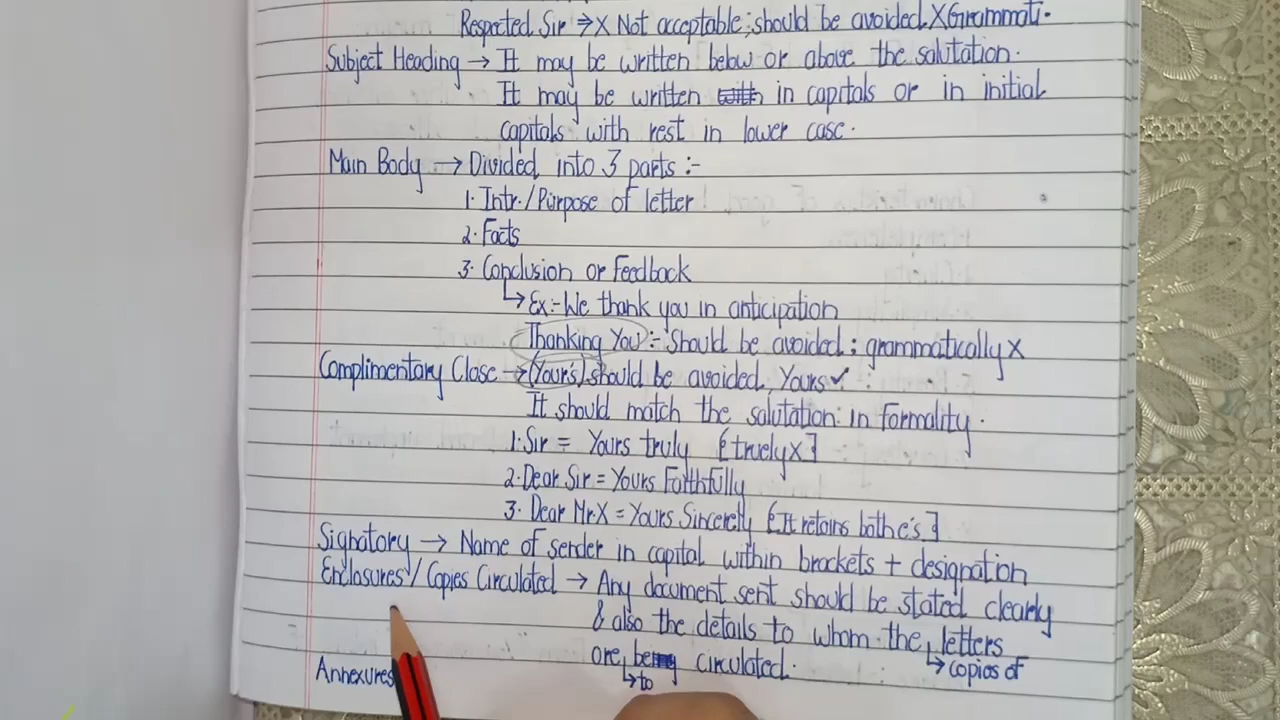 Respected Sir ⇒ X Not acceptable; should be avoided X Grammati.
Subject Heading → It may be written below or above the salutation.
It may be written in capitals or in initial
capitals with rest in lower case.
Main Body → Divided into 3 parts :-
1. Intr. / Purpose of letter
2. Facts
3. Conclusion or Feedback
↳ Ex:- We thank you in anticipation
Thanking You :- Should be avoided ; grammatically X
Complimentary Close → (Your's) should be avoided. Yours ✓
It should match the salutation in formality.
1. Sir = Yours truly [truely X]
2. Dear Sir = Yours Faithfully
3. Dear Mr X = Yours Sincerely [It retains both e's]
Signatory → Name of sender in capital within brackets + designation
Enclosures / Copies Circulated → Any document sent should be stated clearly
& also the details to whom the letters
↳ copies of
are circulated.
↳ to
Annexures